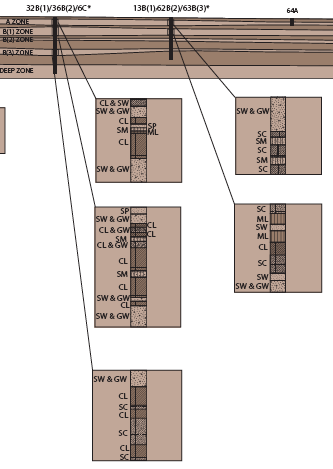 32B(1)/36B(2)/6C*
13B(1)/62B(2)/63B(3)*
64A
A ZONE
B(1) ZONE
B(2) ZONE
B(3) ZONE
DEEP ZONE
CL & SW
SW & GW
CL
SP
SM
ML
CL
SW & GW
SW & GW
SC
SM
SC
SM
SC
SP
SW & GW
CL
CL & GW
CL
SM
CL & GW
CL
SM
CL
SW & GW
CL
SW & GW
SC
ML
SW
ML
CL
SC
SW
SW & GW
SW & GW
CL
SC
CL
SC
CL
SC